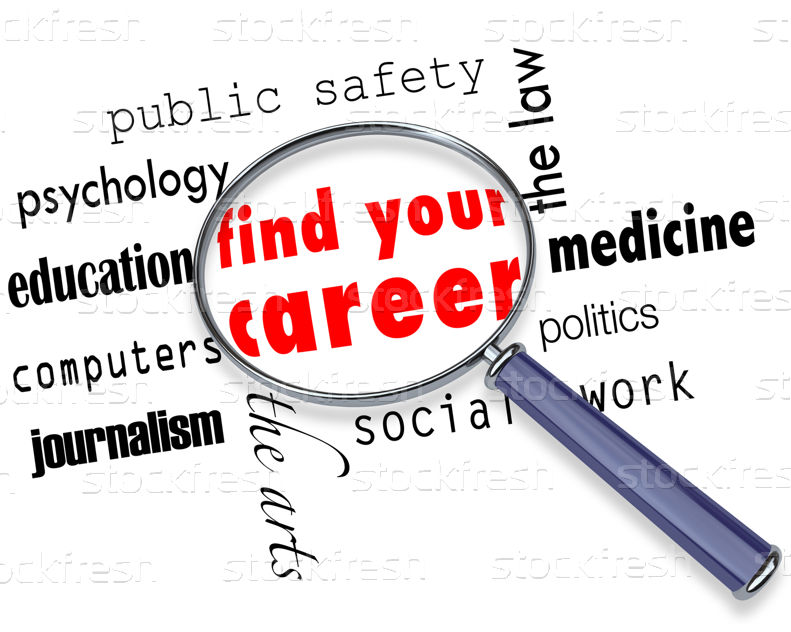 public safety
the law
psychology
find your
career
education
medicine
computers
politics
social work
journalism
the arts
stockfresh